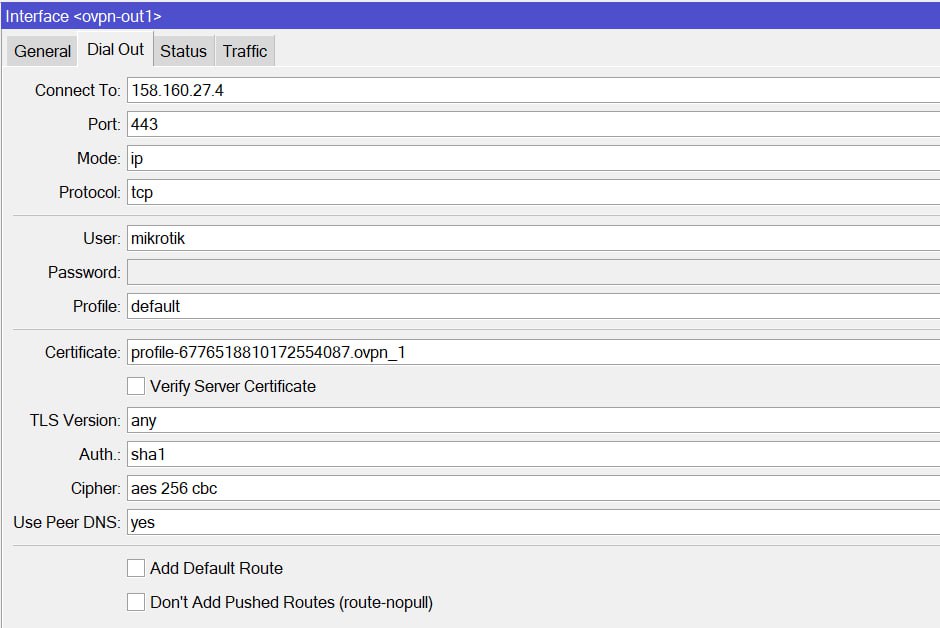 Interface <ovpn-out1>
General Dial Out Status Traffic
Connect To: 158.160.27.4
Port: 443
Mode: ip
Protocol: tcp
User: mikrotik
Password:
Profile: default
Certificate: profile-6776518810172554087.ovpn_1
Verify Server Certificate
TLS Version: any
Auth.: sha1
Cipher: aes 256 cbc
Use Peer DNS: yes
Add Default Route
Don't Add Pushed Routes (route-nopull)